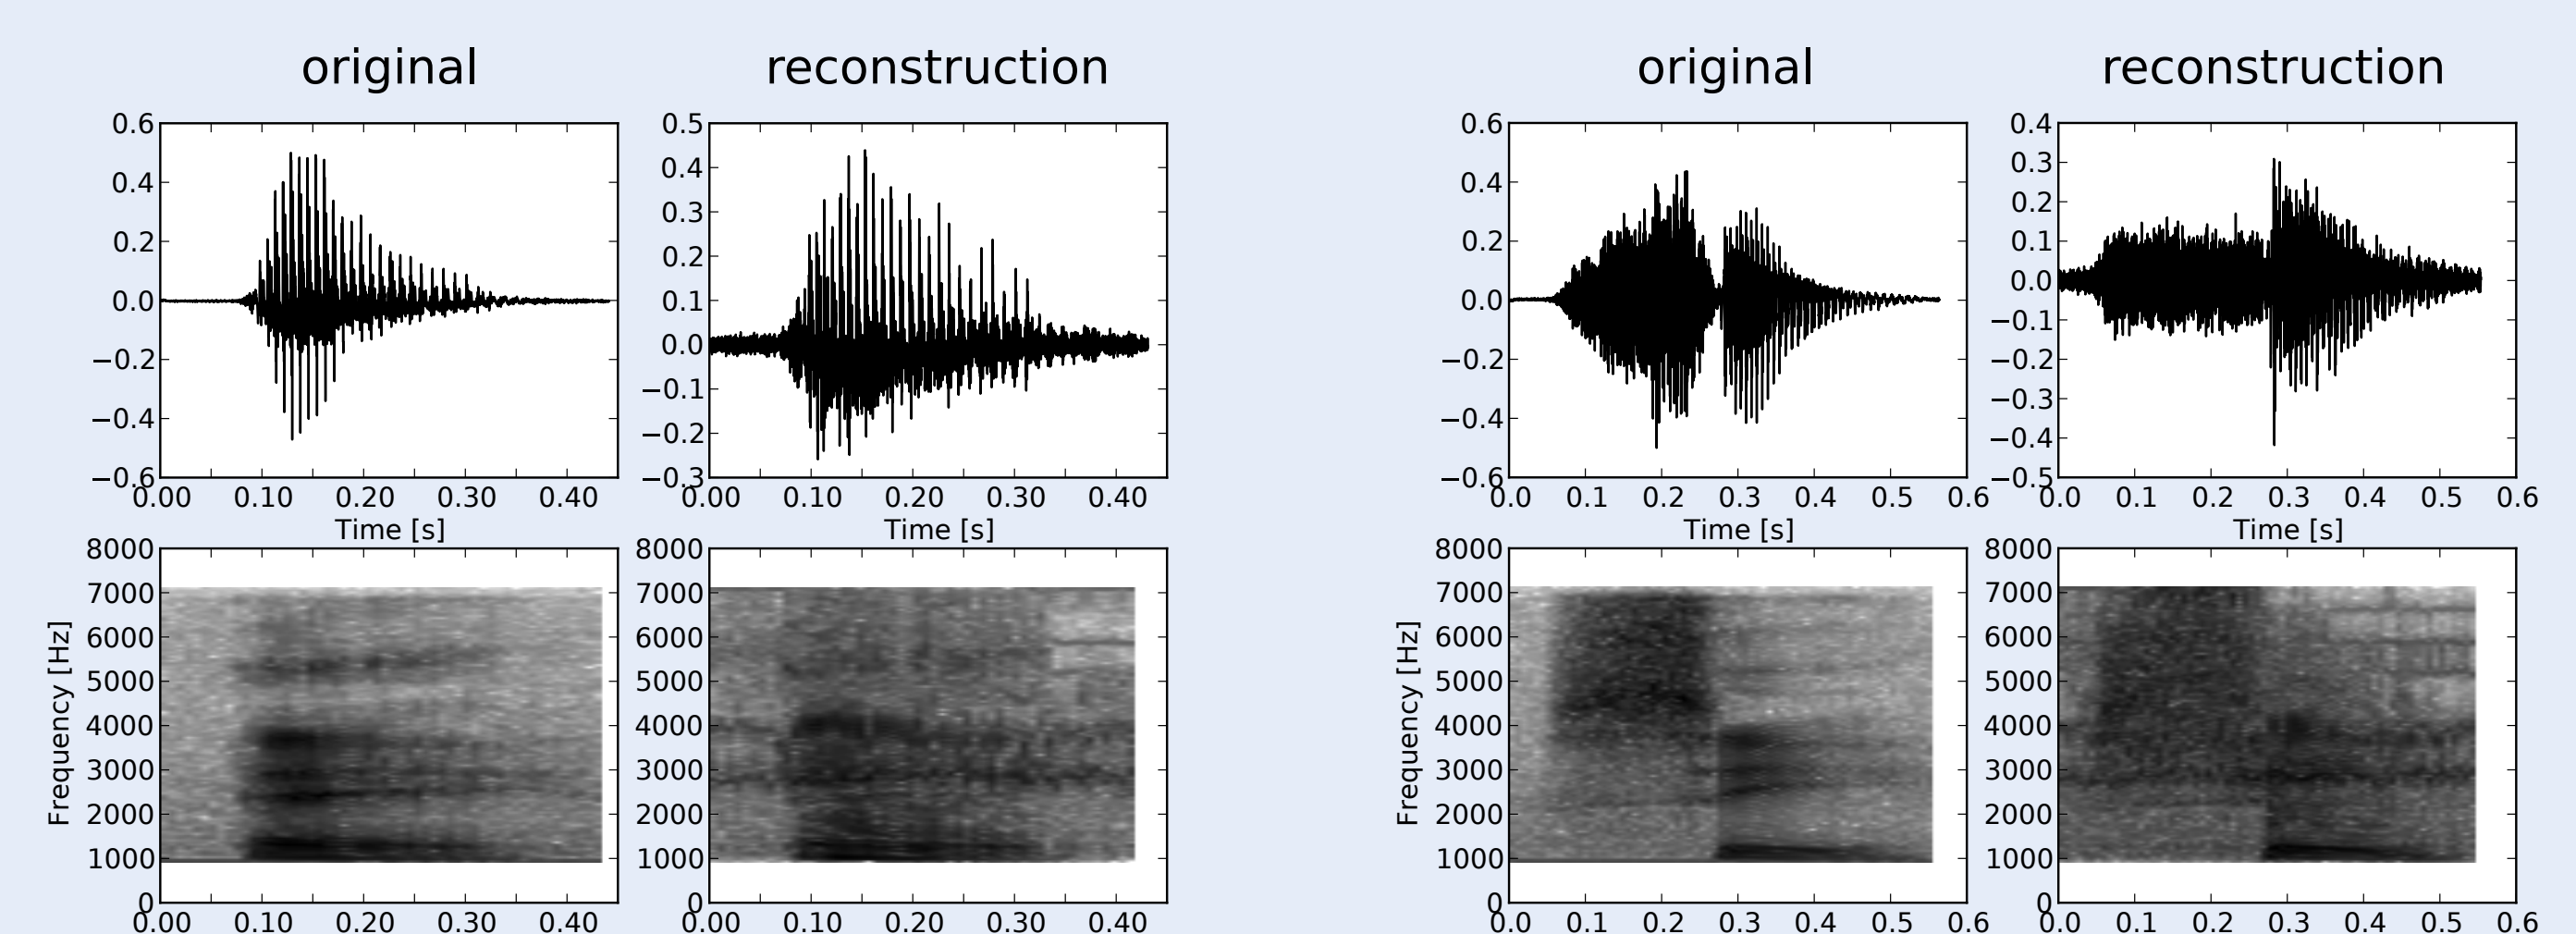 original reconstruction original reconstruction
0.6 0.5 0.6 0.4
0.4 0.4 0.4 0.3
0.2 0.3 0.2 0.2
0.0 0.2 0.0 0.1
−0.2 0.1 −0.2 0.0
−0.4 0.0 −0.4 −0.1
−0.6 −0.1 −0.6 −0.2
−0.2 −0.3
−0.3 −0.4
−0.5
0.00 0.10 0.20 0.30 0.40 0.00 0.10 0.20 0.30 0.40 0.0 0.1 0.2 0.3 0.4 0.5 0.6 0.0 0.1 0.2 0.3 0.4 0.5 0.6
Time [s] Time [s] Time [s] Time [s]
8000 8000 8000 8000
7000 7000 7000 7000
6000 6000 6000 6000
5000 5000 5000 5000
4000 4000 4000 4000
3000 3000 3000 3000
2000 2000 2000 2000
1000 1000 1000 1000
0 0 0 0
Frequency [Hz] Frequency [Hz]
0.00 0.10 0.20 0.30 0.40 0.00 0.10 0.20 0.30 0.40 0.0 0.1 0.2 0.3 0.4 0.5 0.6 0.0 0.1 0.2 0.3 0.4 0.5 0.6